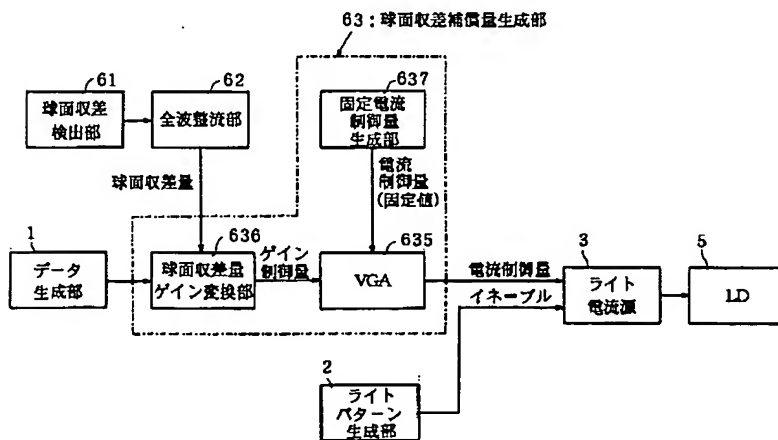 63：球面収差補償量生成部
61
球面収差
検出部
62
全波整流部
637
固定電流
制御量
生成部
球面収差量
電流
制御量
(固定値)
1
データ
生成部
636
球面収差量
ゲイン変換部
ゲイン
制御量
635
VGA
電流制御量
イネーブル
3
ライト
電流源
5
LD
2
ライト
パターン
生成部